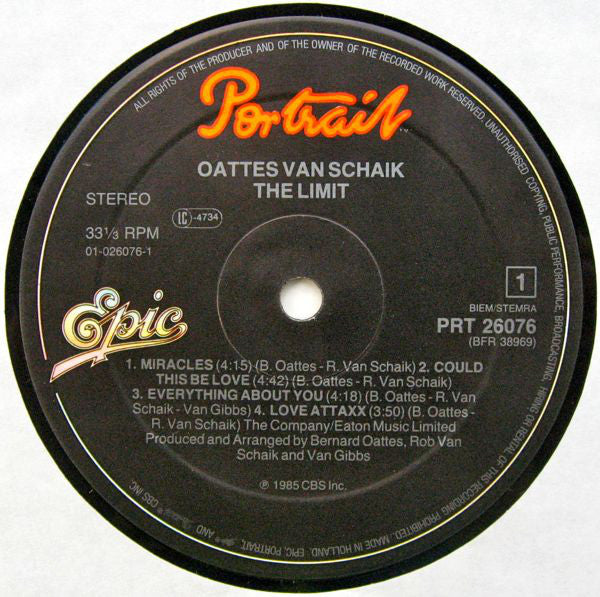 ALL RIGHTS OF THE PRODUCER AND OF THE OWNER OF THE RECORDED WORK RESERVED. UNAUTHORISED COPYING, PUBLIC PERFORMANCE, BROADCASTING, HIRING OR RENTAL OF THIS RECORDING PROHIBITED. MADE IN HOLLAND. EPIC, PORTRAIT, AND CBS INC.
Portrait
OATTES VAN SCHAIK
THE LIMIT
STEREO
LC-4734
33⅓ RPM
01-026076-1
1
BIEM/STEMRA
Epic
PRT 26076
(BFR 38969)
1. MIRACLES (4:15) (B. Oattes - R. Van Schaik) 2. COULD
THIS BE LOVE (4:42) (B. Oattes - R. Van Schaik)
3. EVERYTHING ABOUT YOU (4:18) (B. Oattes - R. Van
Schaik - Van Gibbs) 4. LOVE ATTAXX (3:50) (B. Oattes -
R. Van Schaik) The Company/Eaton Music Limited
Produced and Arranged by Bernard Oattes, Rob Van
Schaik and Van Gibbs
℗ 1985 CBS Inc.